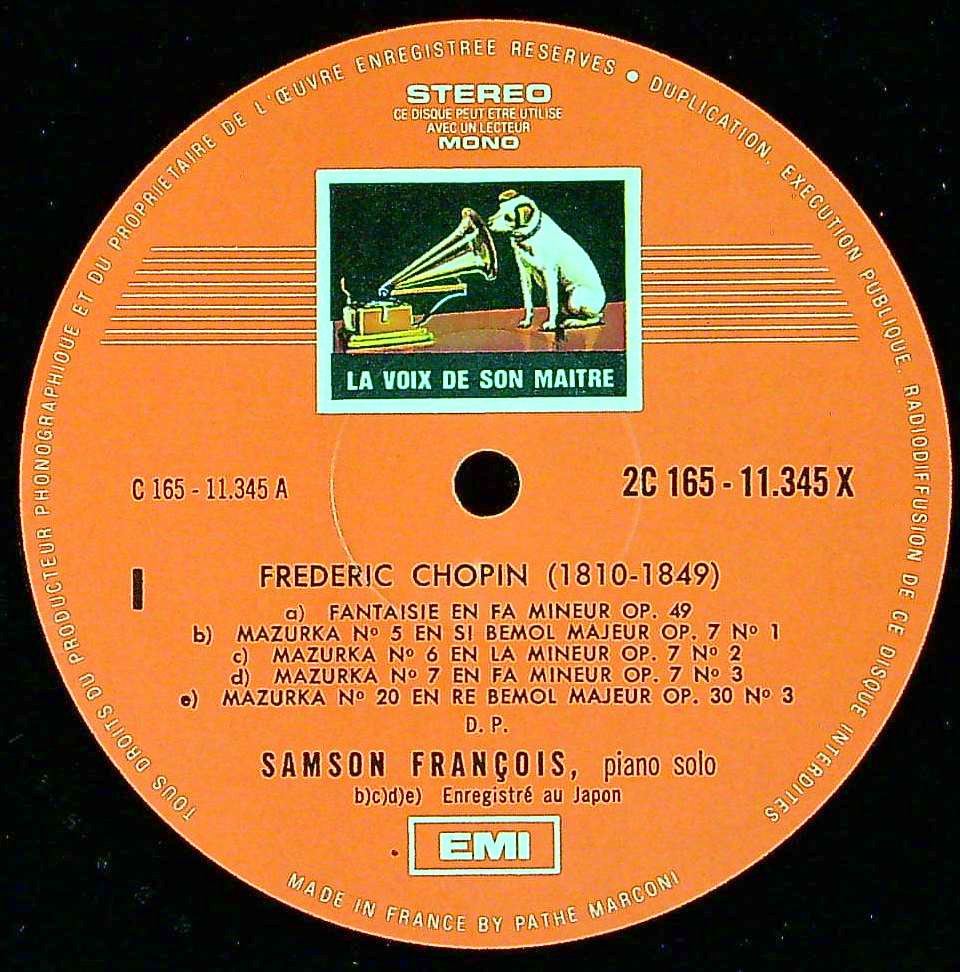 TOUS DROITS DU PRODUCTEUR PHONOGRAPHIQUE ET DU PROPRIETAIRE DE L'ŒUVRE ENREGISTREE RESERVES • DUPLICATION, EXECUTION PUBLIQUE, RADIODIFFUSION DE CE DISQUE INTERDITES
STEREO
CE DISQUE PEUT ETRE UTILISE
AVEC UN LECTEUR
MONO
LA VOIX DE SON MAITRE
C 165 - 11.345 A
2C 165 - 11.345 X
I
FREDERIC CHOPIN (1810-1849)
a) FANTAISIE EN FA MINEUR OP. 49
b) MAZURKA Nº 5 EN SI BEMOL MAJEUR OP. 7 Nº 1
c) MAZURKA Nº 6 EN LA MINEUR OP. 7 Nº 2
d) MAZURKA Nº 7 EN FA MINEUR OP. 7 Nº 3
e) MAZURKA Nº 20 EN RE BEMOL MAJEUR OP. 30 Nº 3
D. P.
SAMSON FRANÇOIS, piano solo
b)c)d)e) Enregistré au Japon
EMI
MADE IN FRANCE BY PATHE MARCONI